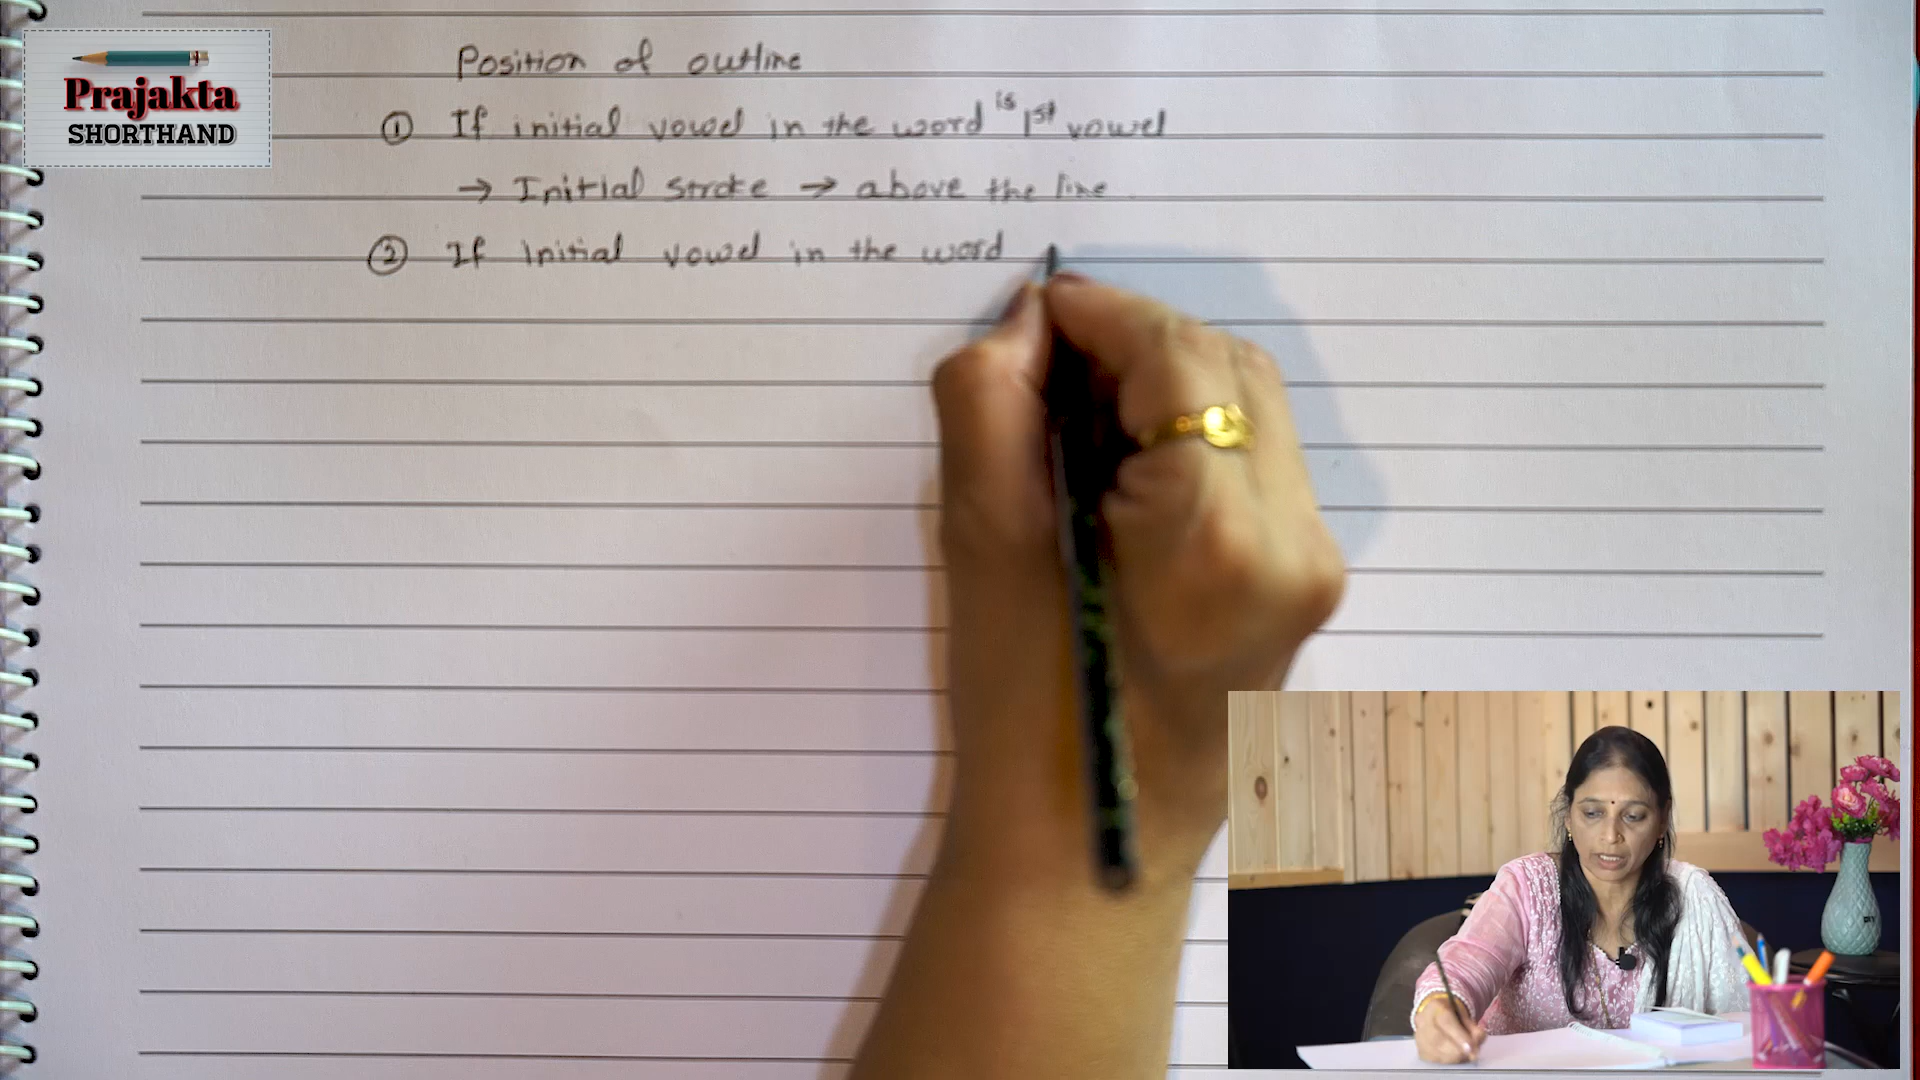 Prajakta
SHORTHAND
Position of outline
① If initial vowel in the word is 1st vowel
→ Initial stroke → above the line.
② If Initial vowel in the word